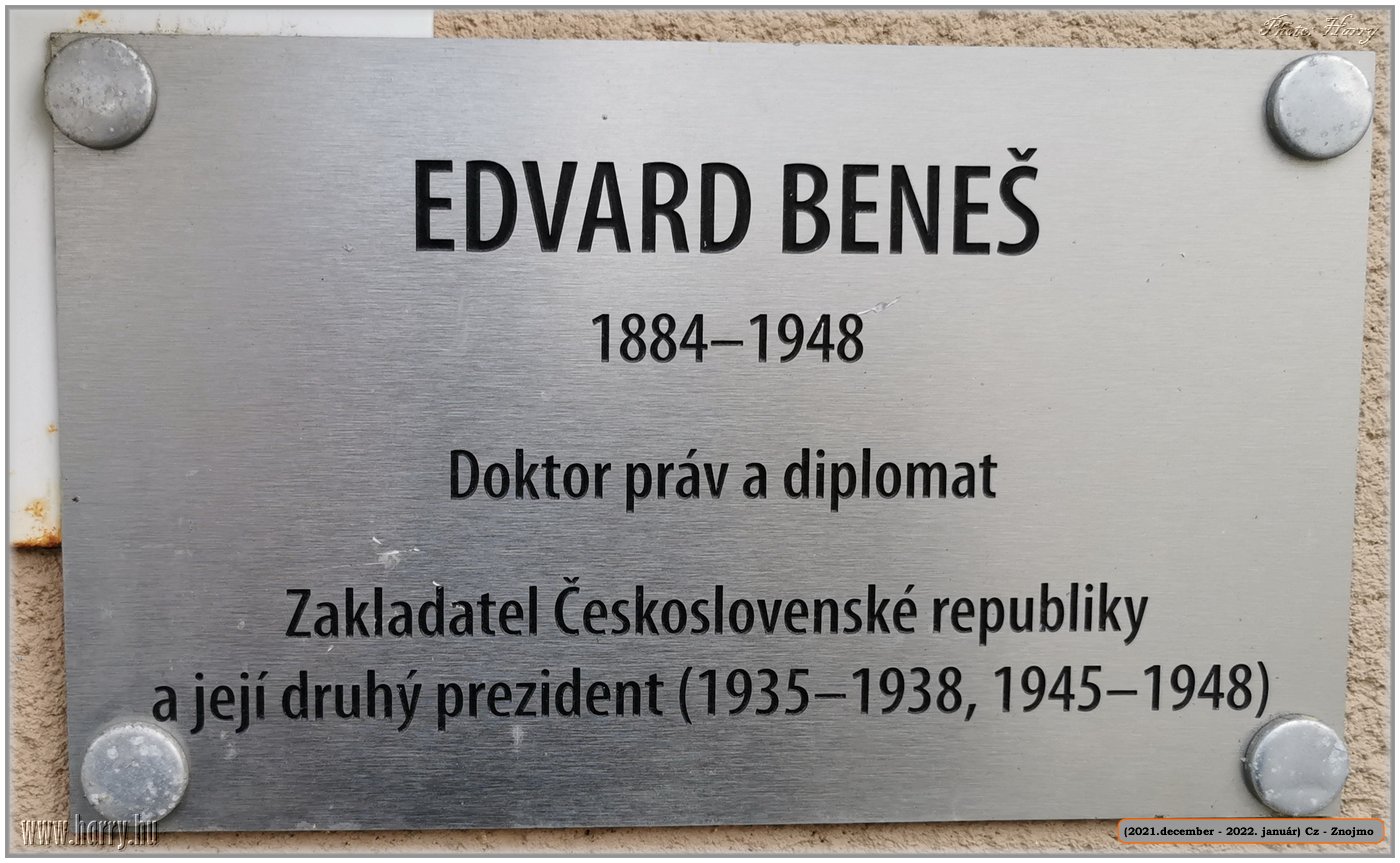 Photo: Harry
EDVARD BENEŠ
1884–1948
Doktor práv a diplomat
Zakladatel Československé republiky
a její druhý prezident (1935–1938, 1945–1948)
www.horry.hu
(2021.december - 2022. január) Cz - Znojmo